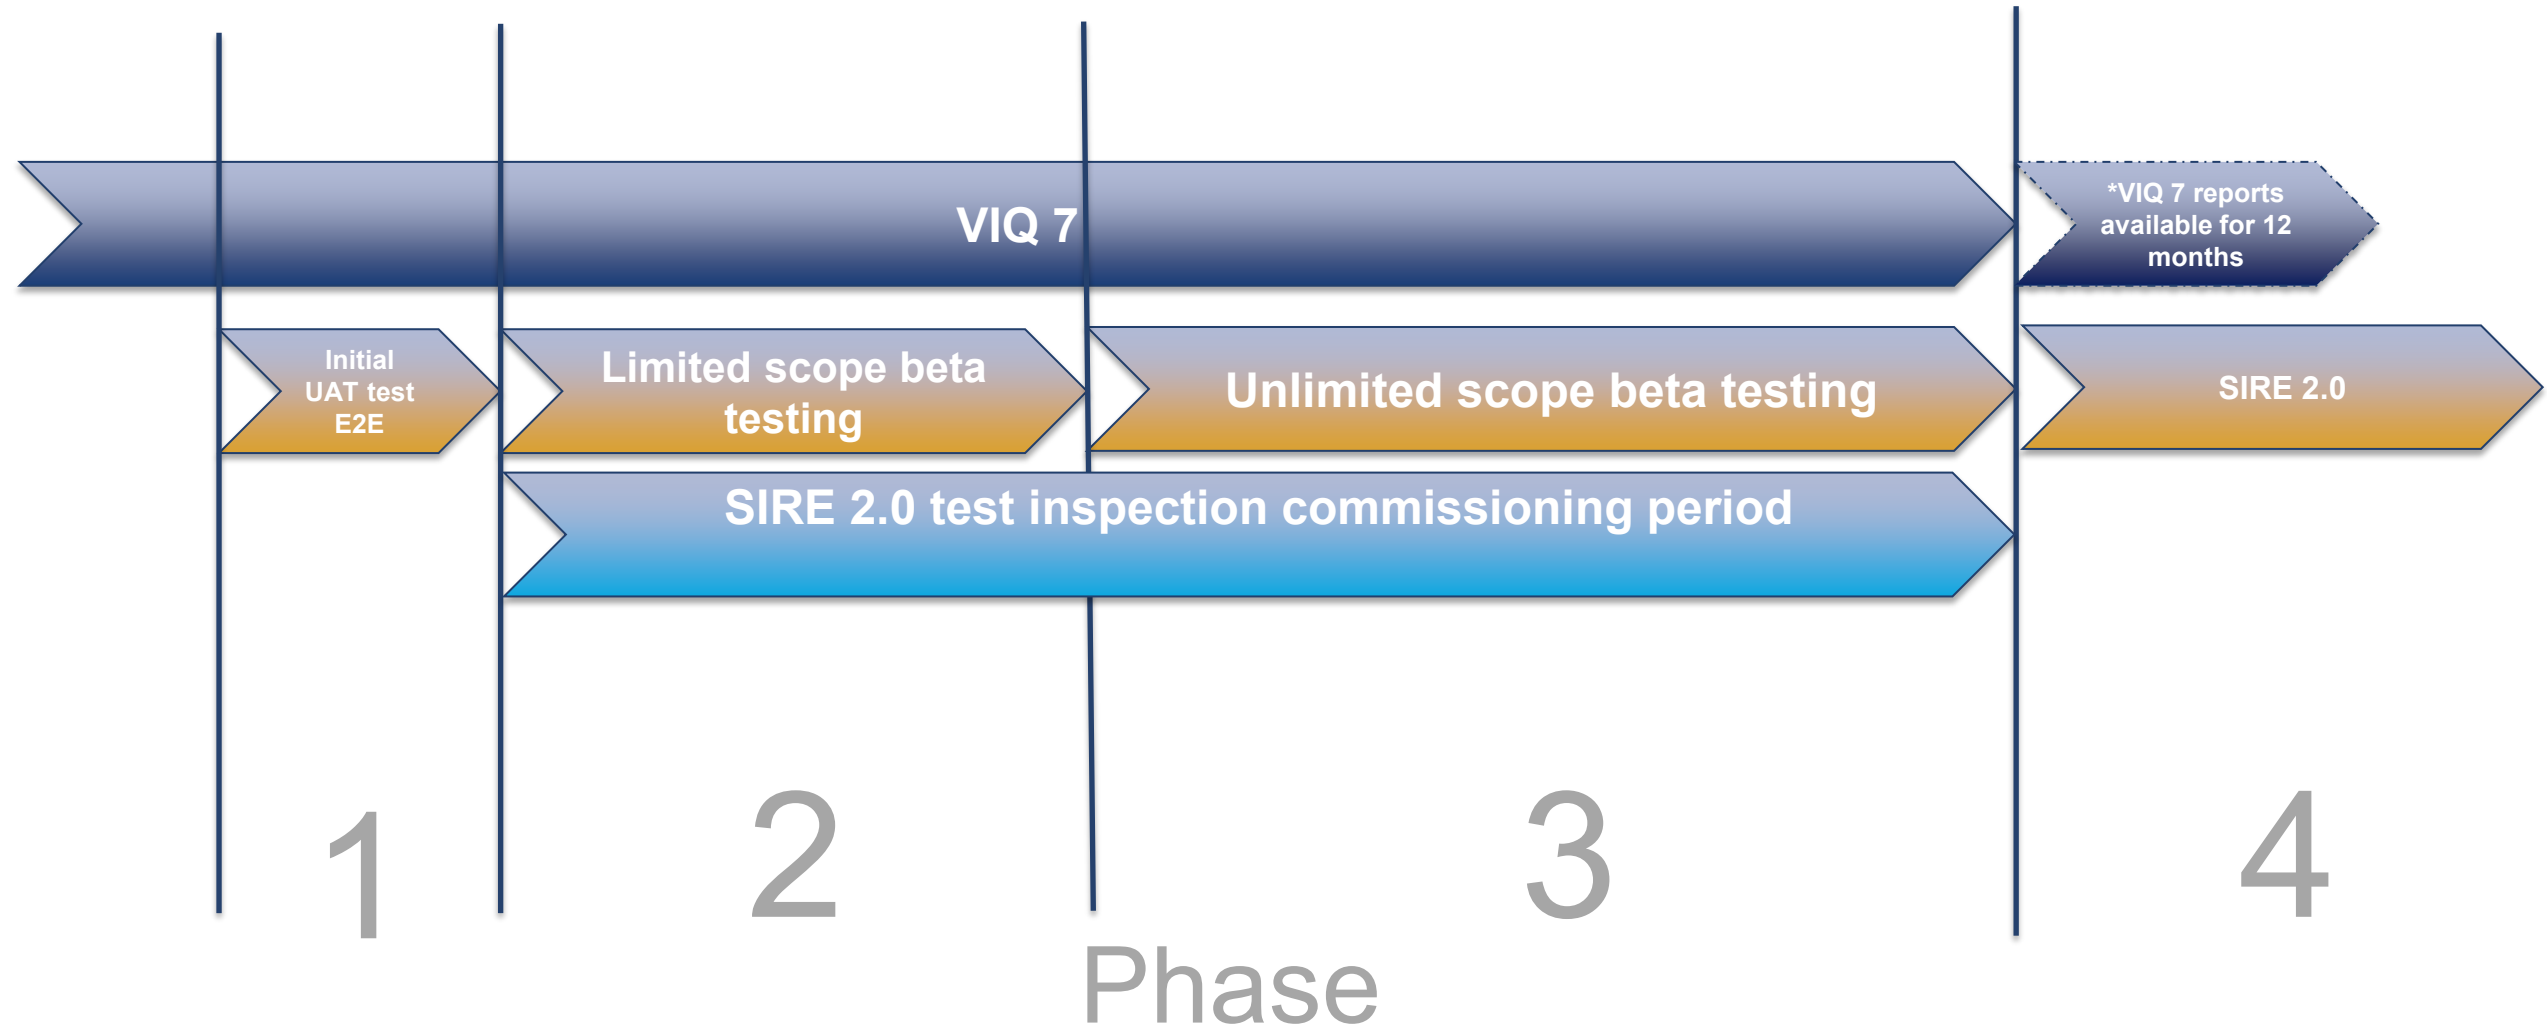 VIQ 7
*VIQ 7 reports
available for 12
months
Initial
UAT test
E2E
Limited scope beta
testing
Unlimited scope beta testing
SIRE 2.0
SIRE 2.0 test inspection commissioning period
1
2
3
4
Phase